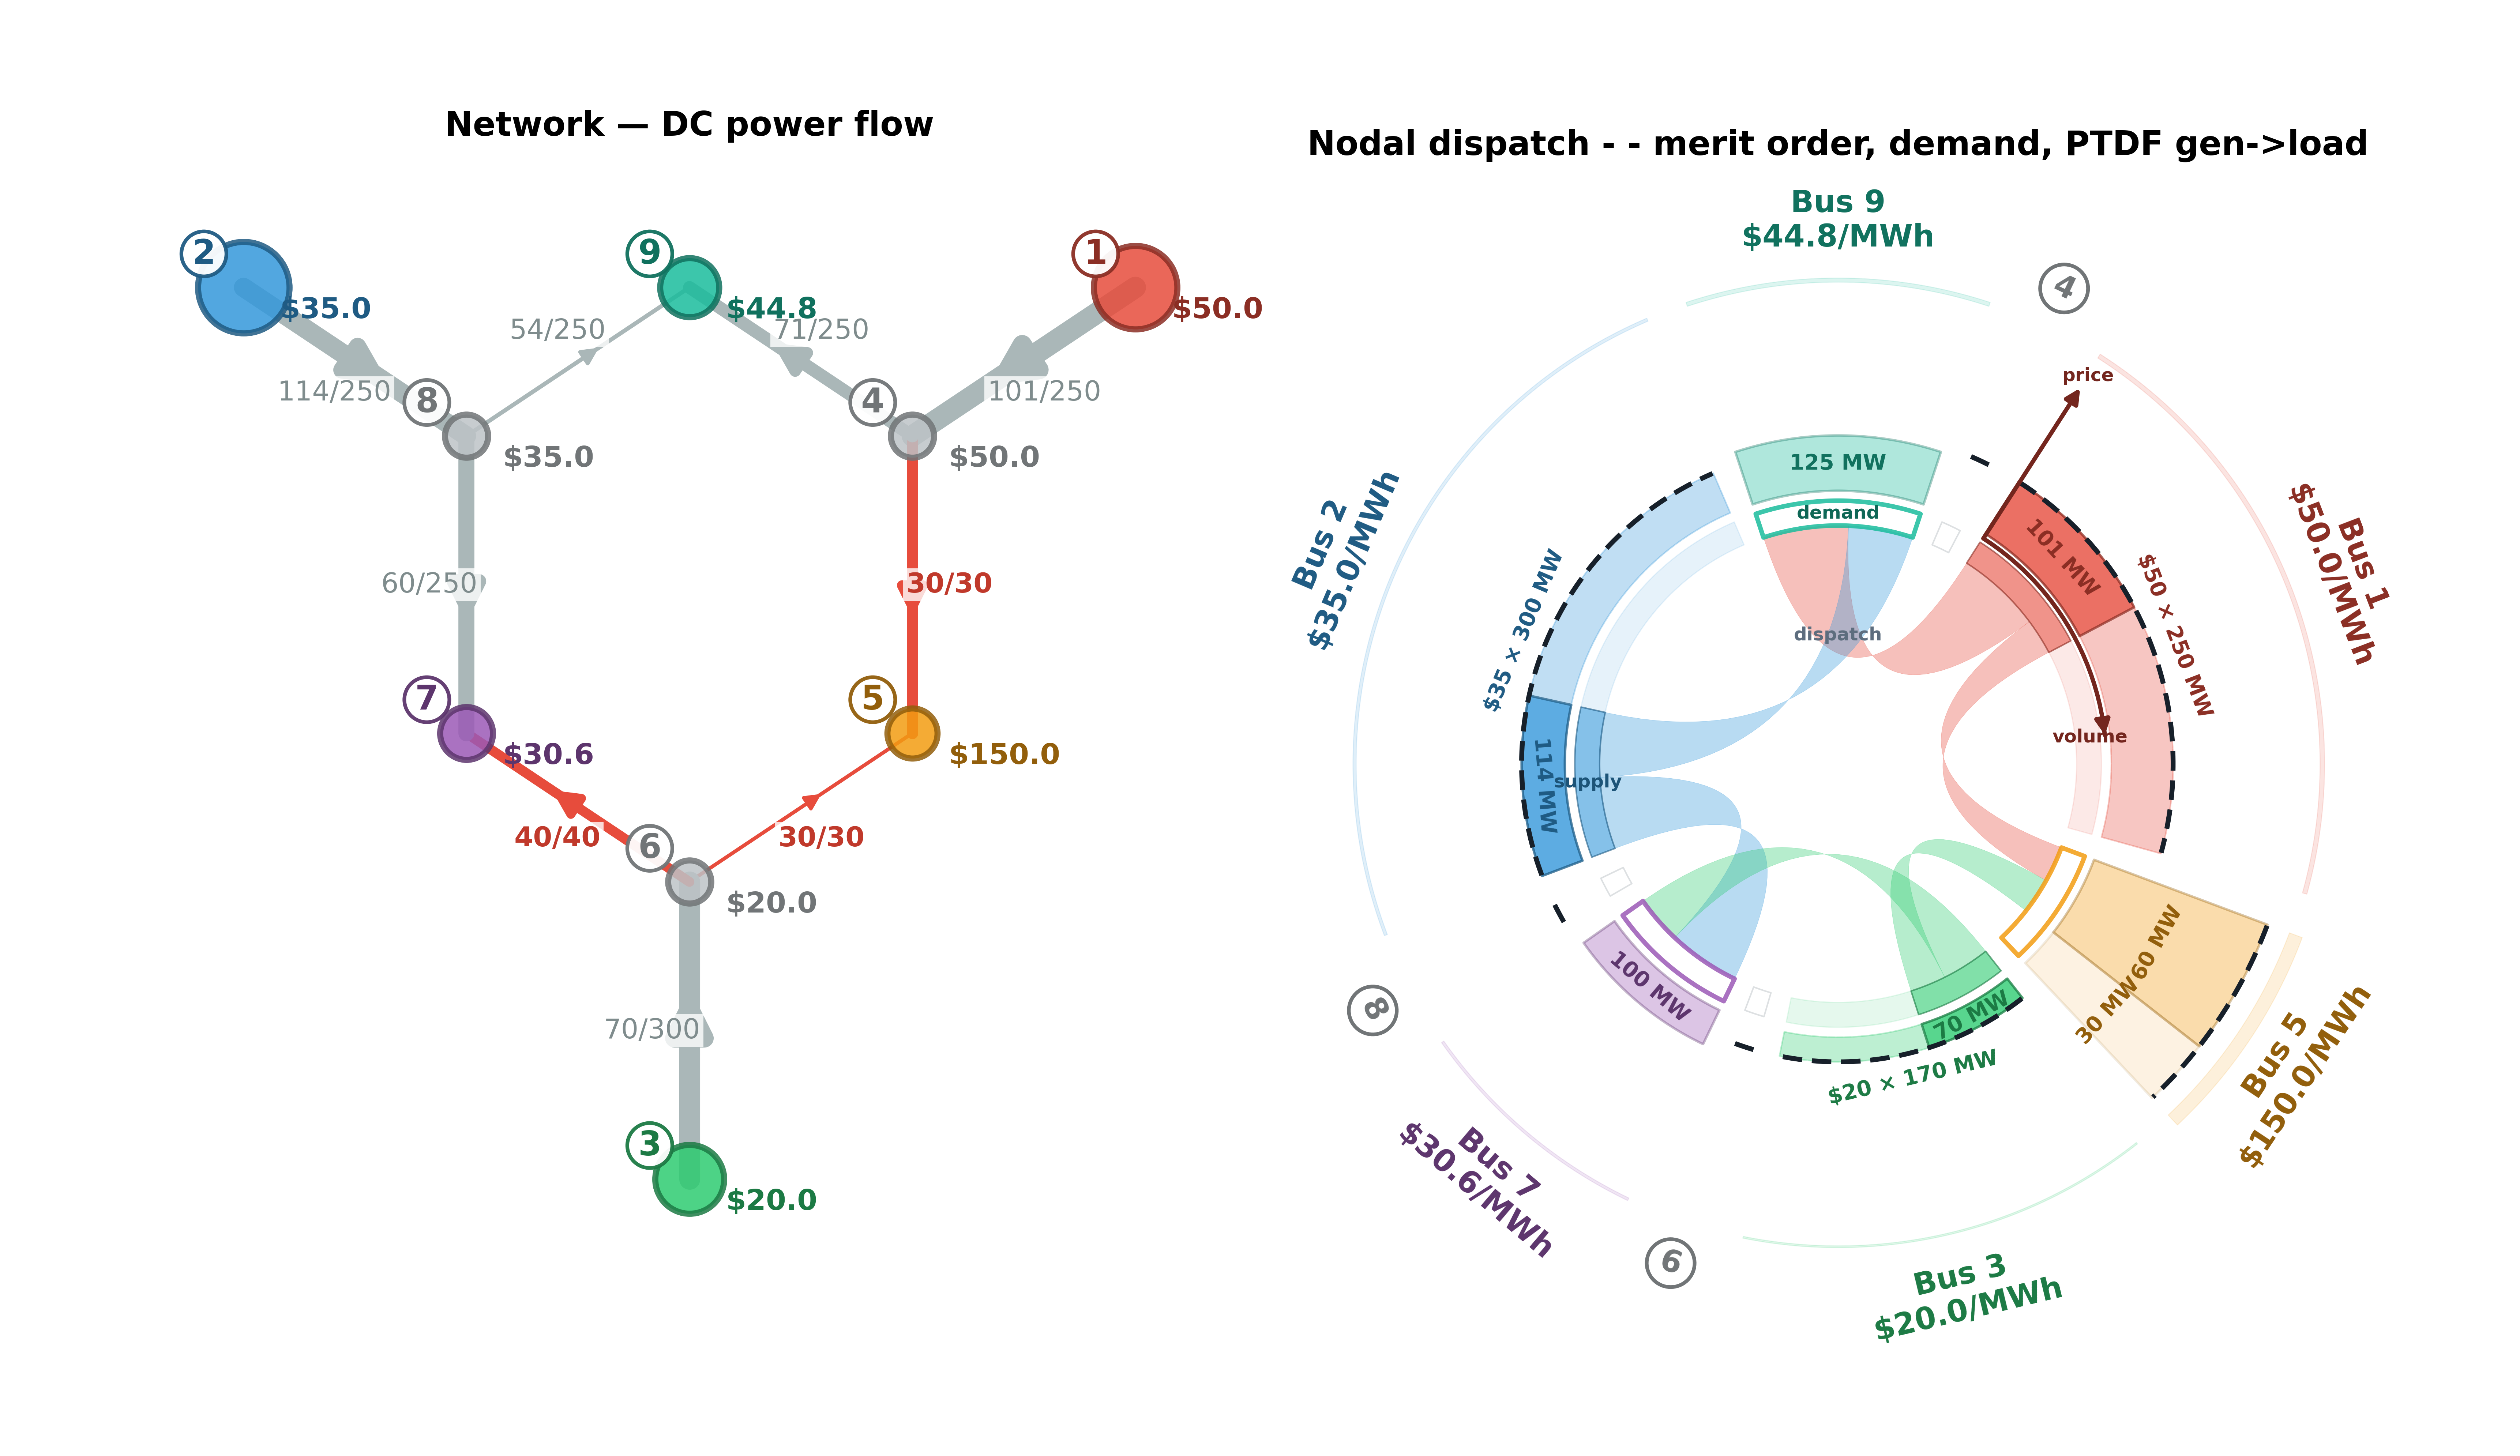 Network — DC power flow
2
$35.0
9
$44.8
1
$50.0
54/250
71/250
114/250
101/250
8
$35.0
4
$50.0
60/250
30/30
7
$30.6
5
$150.0
40/40
30/30
6
$20.0
70/300
3
$20.0
Nodal dispatch - - merit order, demand, PTDF gen->load
Bus 9
$44.8/MWh
4
price
125 MW
demand
101 MW
$50 × 250 MW
Bus 1
$50.0/MWh
Bus 2
$35.0/MWh
$35 × 300 MW
dispatch
volume
114 MW
supply
100 MW
70 MW
$20 × 170 MW
60 MW
30 MW
Bus 5
$150.0/MWh
8
Bus 7
$30.6/MWh
6
Bus 3
$20.0/MWh